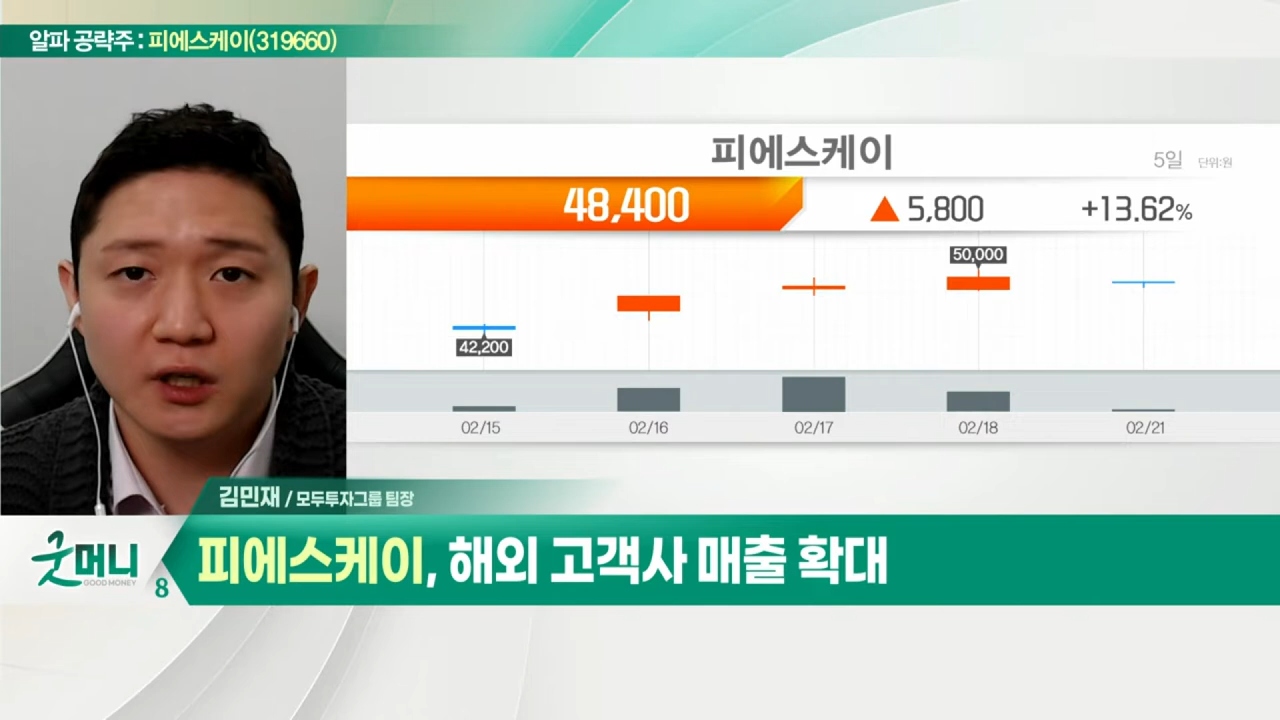 알파 공략주 : 피에스케이(319660)
피에스케이
5일 단위:원
48,400 ▲ 5,800 +13.62%
50,000
42,200
02/15 02/16 02/17 02/18 02/21
김민재 / 모두투자그룹 팀장
굿머니
GOOD MONEY
8
피에스케이, 해외 고객사 매출 확대